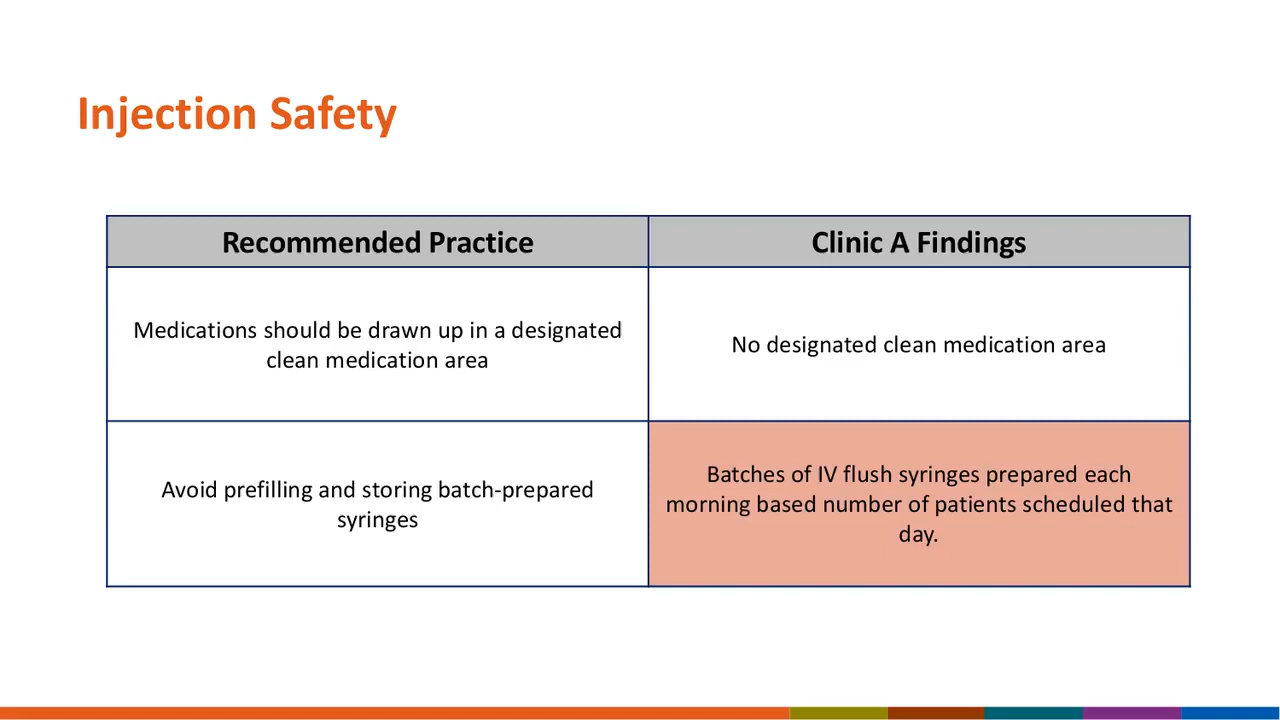 Injection Safety
Recommended Practice
Clinic A Findings
Medications should be drawn up in a designated
clean medication area
No designated clean medication area
Avoid prefilling and storing batch-prepared
syringes
Batches of IV flush syringes prepared each
morning based number of patients scheduled that
day.